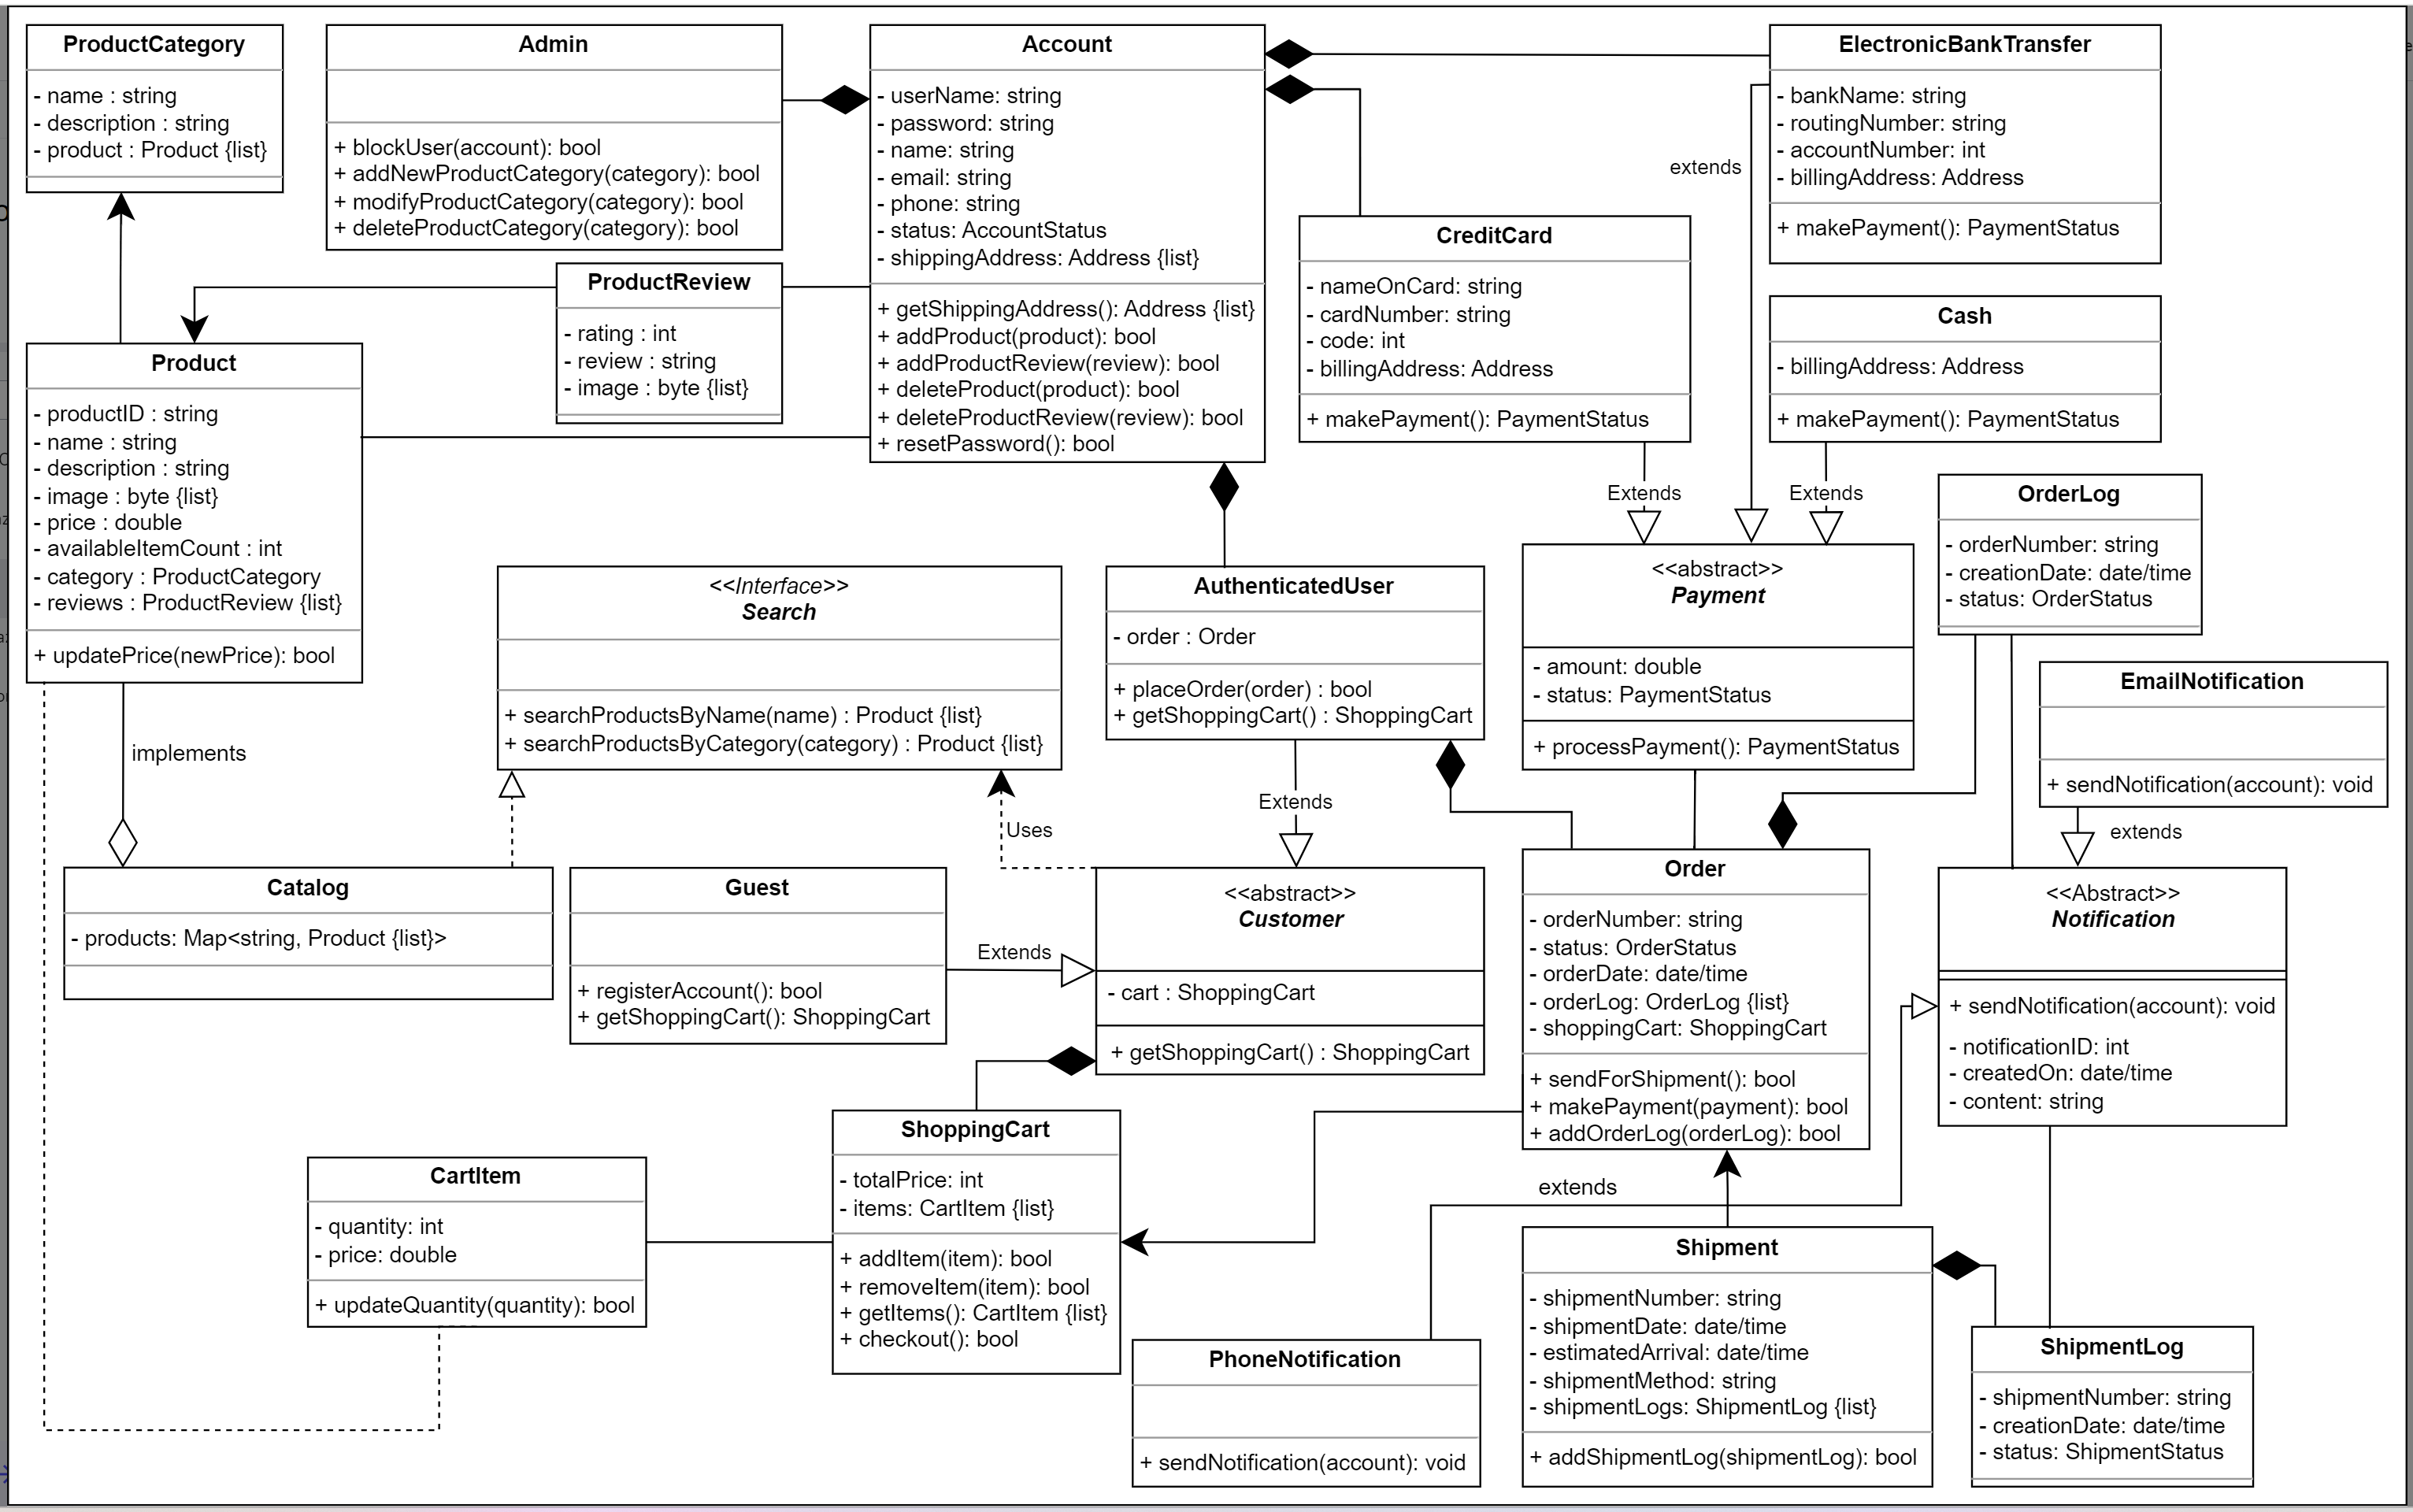 ProductCategory
- name : string
- description : string
- product : Product {list}
Admin
+ blockUser(account): bool
+ addNewProductCategory(category): bool
+ modifyProductCategory(category): bool
+ deleteProductCategory(category): bool
Account
- userName: string
- password: string
- name: string
- email: string
- phone: string
- status: AccountStatus
- shippingAddress: Address {list}
+ getShippingAddress(): Address {list}
+ addProduct(product): bool
+ addProductReview(review): bool
+ deleteProduct(product): bool
+ deleteProductReview(review): bool
+ resetPassword(): bool
ElectronicBankTransfer
- bankName: string
- routingNumber: string
- accountNumber: int
- billingAddress: Address
+ makePayment(): PaymentStatus
extends
CreditCard
- nameOnCard: string
- cardNumber: string
- code: int
- billingAddress: Address
+ makePayment(): PaymentStatus
Cash
- billingAddress: Address
+ makePayment(): PaymentStatus
ProductReview
- rating : int
- review : string
- image : byte {list}
Product
- productID : string
- name : string
- description : string
- image : byte {list}
- price : double
- availableItemCount : int
- category : ProductCategory
- reviews : ProductReview {list}
+ updatePrice(newPrice): bool
Extends
Extends
OrderLog
- orderNumber: string
- creationDate: date/time
- status: OrderStatus
<<Interface>>
Search
+ searchProductsByName(name) : Product {list}
+ searchProductsByCategory(category) : Product {list}
AuthenticatedUser
- order : Order
+ placeOrder(order) : bool
+ getShoppingCart() : ShoppingCart
<<abstract>>
Payment
- amount: double
- status: PaymentStatus
+ processPayment(): PaymentStatus
EmailNotification
+ sendNotification(account): void
implements
Uses
Extends
extends
Catalog
- products: Map<string, Product {list}>
Guest
+ registerAccount(): bool
+ getShoppingCart(): ShoppingCart
Extends
<<abstract>>
Customer
- cart : ShoppingCart
+ getShoppingCart() : ShoppingCart
Order
- orderNumber: string
- status: OrderStatus
- orderDate: date/time
- orderLog: OrderLog {list}
- shoppingCart: ShoppingCart
+ sendForShipment(): bool
+ makePayment(payment): bool
+ addOrderLog(orderLog): bool
<<Abstract>>
Notification
+ sendNotification(account): void
- notificationID: int
- createdOn: date/time
- content: string
CartItem
- quantity: int
- price: double
+ updateQuantity(quantity): bool
ShoppingCart
- totalPrice: int
- items: CartItem {list}
+ addItem(item): bool
+ removeItem(item): bool
+ getItems(): CartItem {list}
+ checkout(): bool
extends
PhoneNotification
+ sendNotification(account): void
Shipment
- shipmentNumber: string
- shipmentDate: date/time
- estimatedArrival: date/time
- shipmentMethod: string
- shipmentLogs: ShipmentLog {list}
+ addShipmentLog(shipmentLog): bool
ShipmentLog
- shipmentNumber: string
- creationDate: date/time
- status: ShipmentStatus